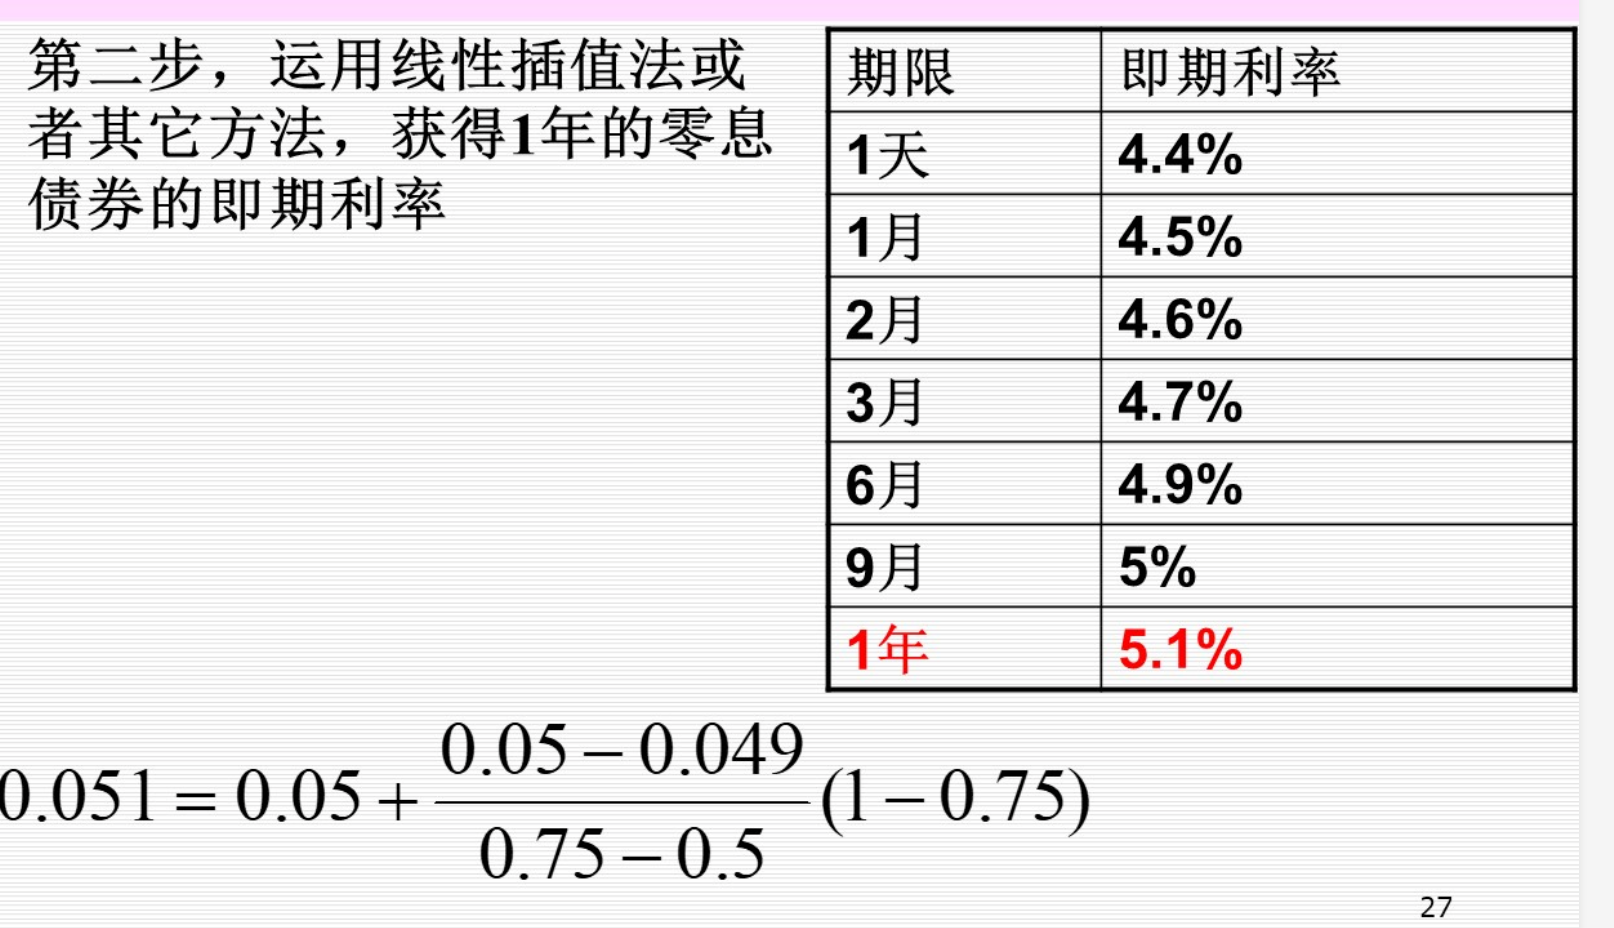 第二步，运用线性插值法或
者其它方法，获得1年的零息
债券的即期利率
期限 即期利率
1天 4.4%
1月 4.5%
2月 4.6%
3月 4.7%
6月 4.9%
9月 5%
1年 5.1%
0.051 = 0.05 + \frac{0.05 - 0.049}{0.75 - 0.5} (1 - 0.75)
27